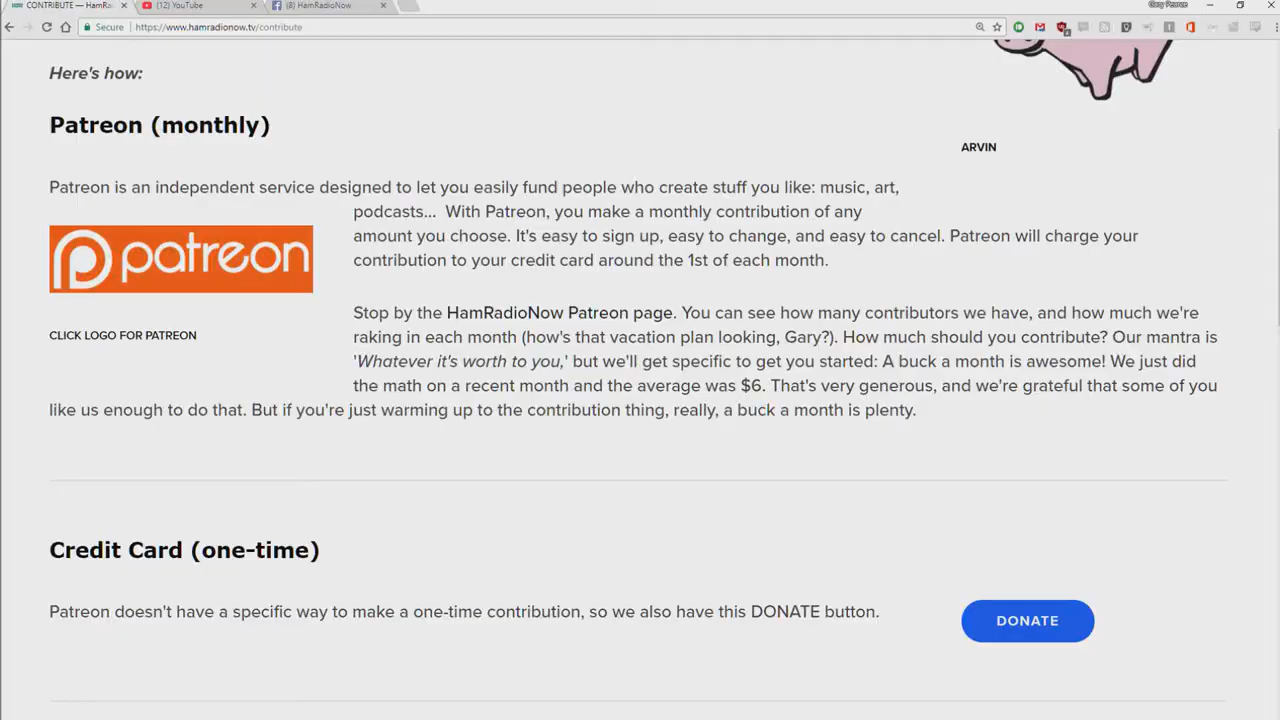 CONTRIBUTE — HamRa
(12) YouTube
(8) HamRadioNow
Gary Pearce
Secure
https://www.hamradionow.tv/contribute
Here's how:
Patreon (monthly)
ARVIN
Patreon is an independent service designed to let you easily fund people who create stuff you like: music, art,
podcasts... With Patreon, you make a monthly contribution of any
amount you choose. It's easy to sign up, easy to change, and easy to cancel. Patreon will charge your
contribution to your credit card around the 1st of each month.
patreon
CLICK LOGO FOR PATREON
Stop by the HamRadioNow Patreon page. You can see how many contributors we have, and how much we're
raking in each month (how's that vacation plan looking, Gary?). How much should you contribute? Our mantra is
'Whatever it's worth to you,' but we'll get specific to get you started: A buck a month is awesome! We just did
the math on a recent month and the average was $6. That's very generous, and we're grateful that some of you
like us enough to do that. But if you're just warming up to the contribution thing, really, a buck a month is plenty.
Credit Card (one-time)
Patreon doesn't have a specific way to make a one-time contribution, so we also have this DONATE button.
DONATE